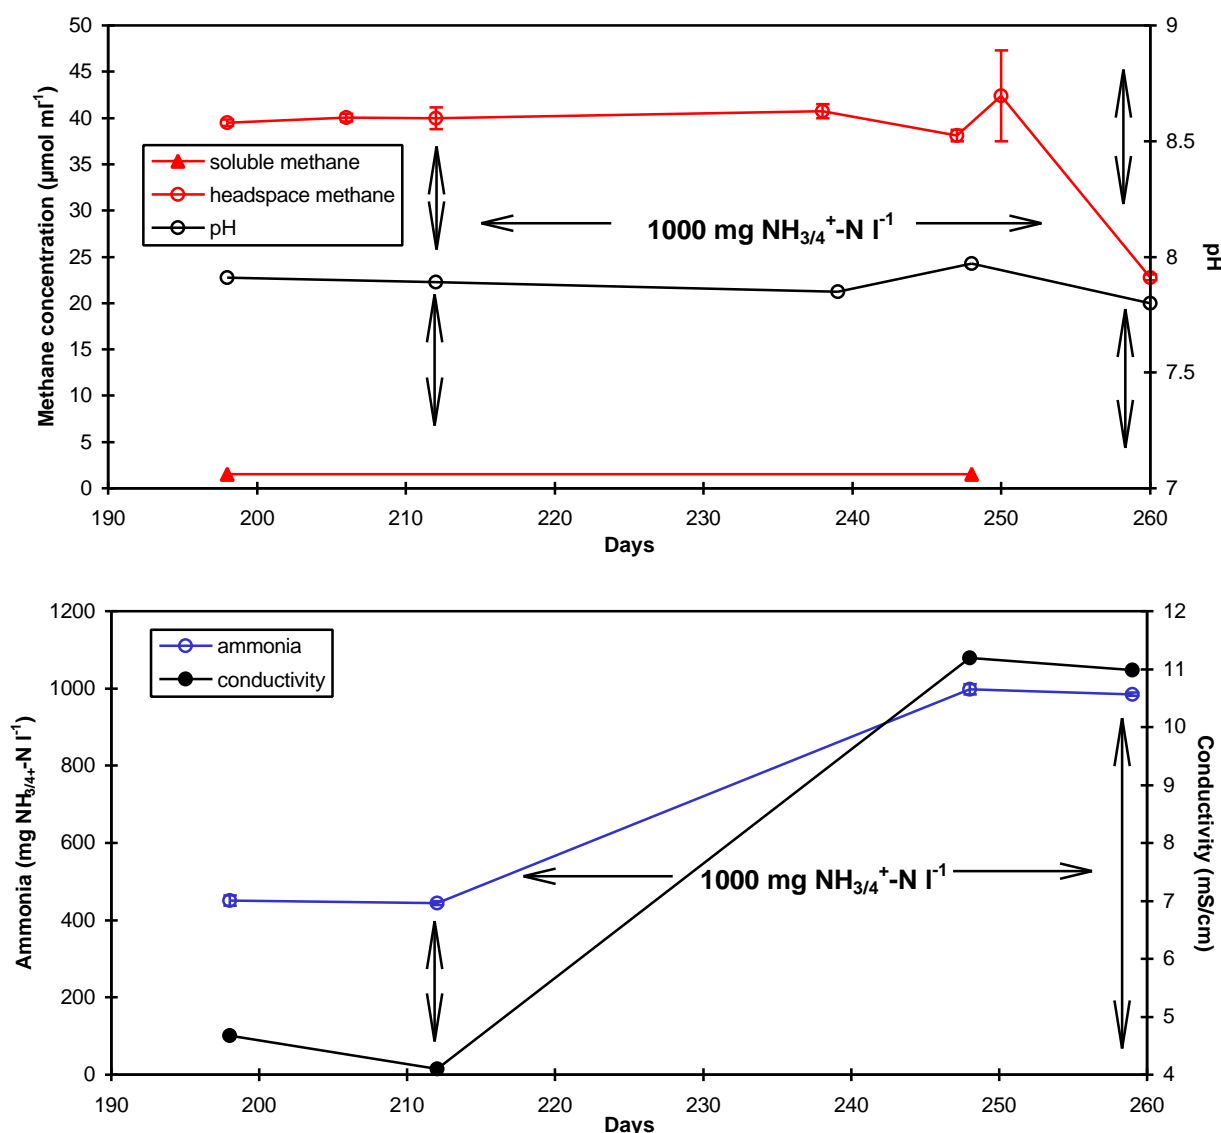 50
45
40
35
30
25
20
15
10
5
0
Methane concentration (µmol ml-1)
9
8.5
8
7.5
7
pH
soluble methane
headspace methane
pH
1000 mg NH3/4+-N l-1
190 200 210 220 230 240 250 260
Days
1200
1000
800
600
400
200
0
Ammonia (mg NH3/4+-N l-1)
12
11
10
9
8
7
6
5
4
Conductivity (mS/cm)
ammonia
conductivity
1000 mg NH3/4+-N l-1
190 200 210 220 230 240 250 260
Days